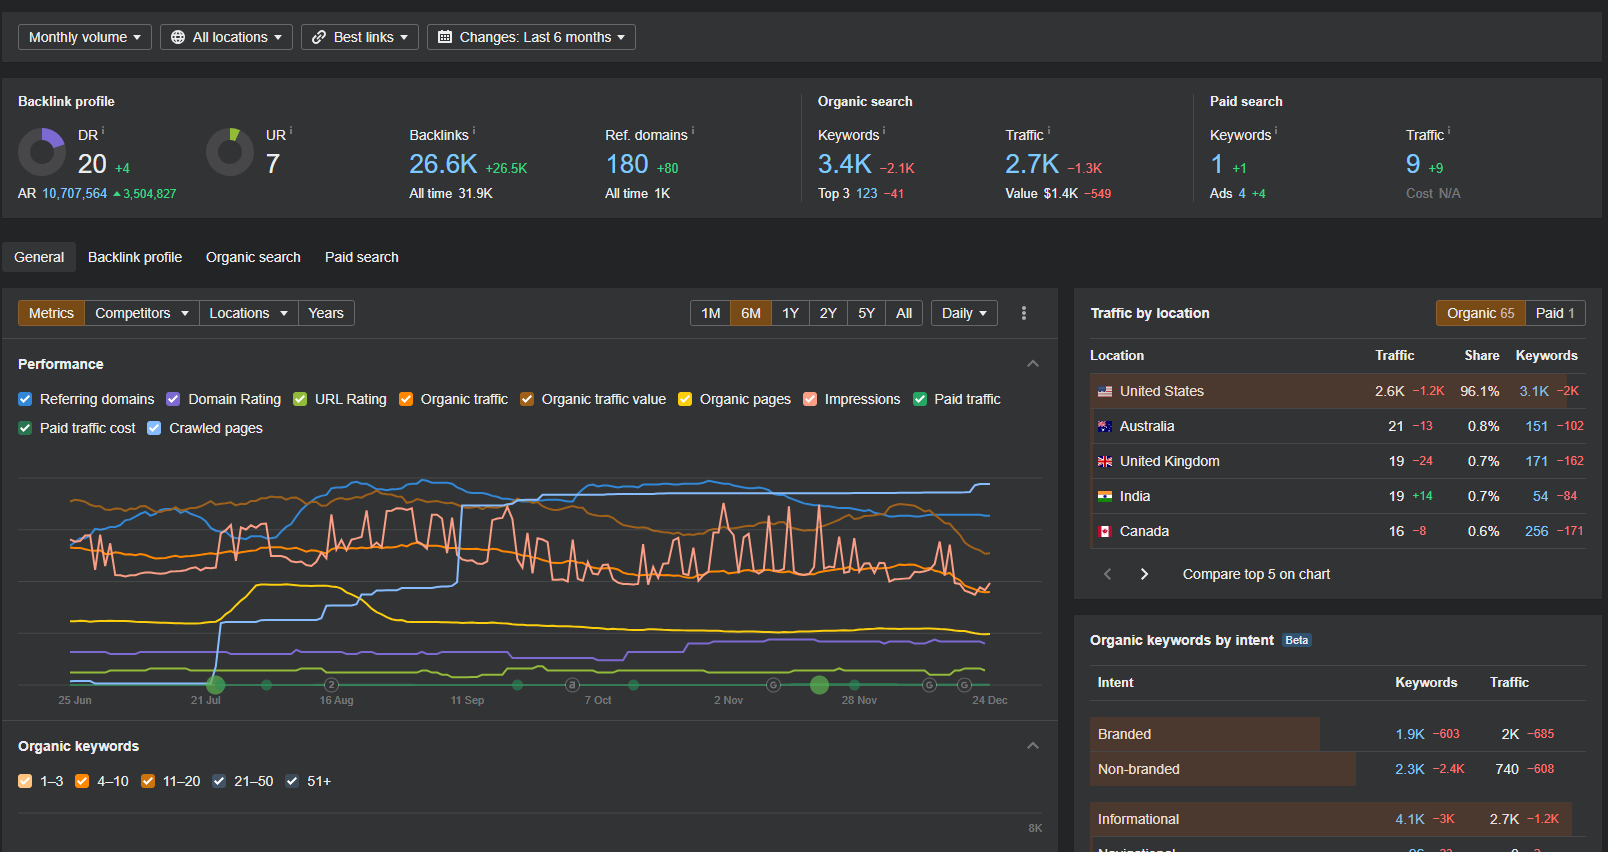 Monthly volume All locations Best links Changes: Last 6 months
Backlink profile Organic search Paid search
DR i UR i Backlinks i Ref. domains i Keywords i Traffic i Keywords i Traffic i
20 +4 7 26.6K +26.5K 180 +80 3.4K −2.1K 2.7K −1.3K 1 +1 9 +9
AR 10,707,564 3,504,827 All time 31.9K All time 1K Top 3 123 −41 Value $1.4K −549 Ads 4 +4 Cost N/A
General Backlink profile Organic search Paid search
Metrics Competitors Locations Years 1M 6M 1Y 2Y 5Y All Daily
Performance
Referring domains Domain Rating URL Rating Organic traffic Organic traffic value Organic pages Impressions Paid traffic
Paid traffic cost Crawled pages
2 a G G G
25 Jun 21 Jul 16 Aug 11 Sep 7 Oct 2 Nov 28 Nov 24 Dec
Organic keywords
1–3 4–10 11–20 21–50 51+
8K
Traffic by location Organic 65 Paid 1
Location Traffic Share Keywords
United States 2.6K −1.2K 96.1% 3.1K −2K
Australia 21 −13 0.8% 151 −102
United Kingdom 19 −24 0.7% 171 −162
India 19 +14 0.7% 54 −84
Canada 16 −8 0.6% 256 −171
Compare top 5 on chart
Organic keywords by intent Beta
Intent Keywords Traffic
Branded 1.9K −603 2K −685
Non-branded 2.3K −2.4K 740 −608
Informational 4.1K −3K 2.7K −1.2K